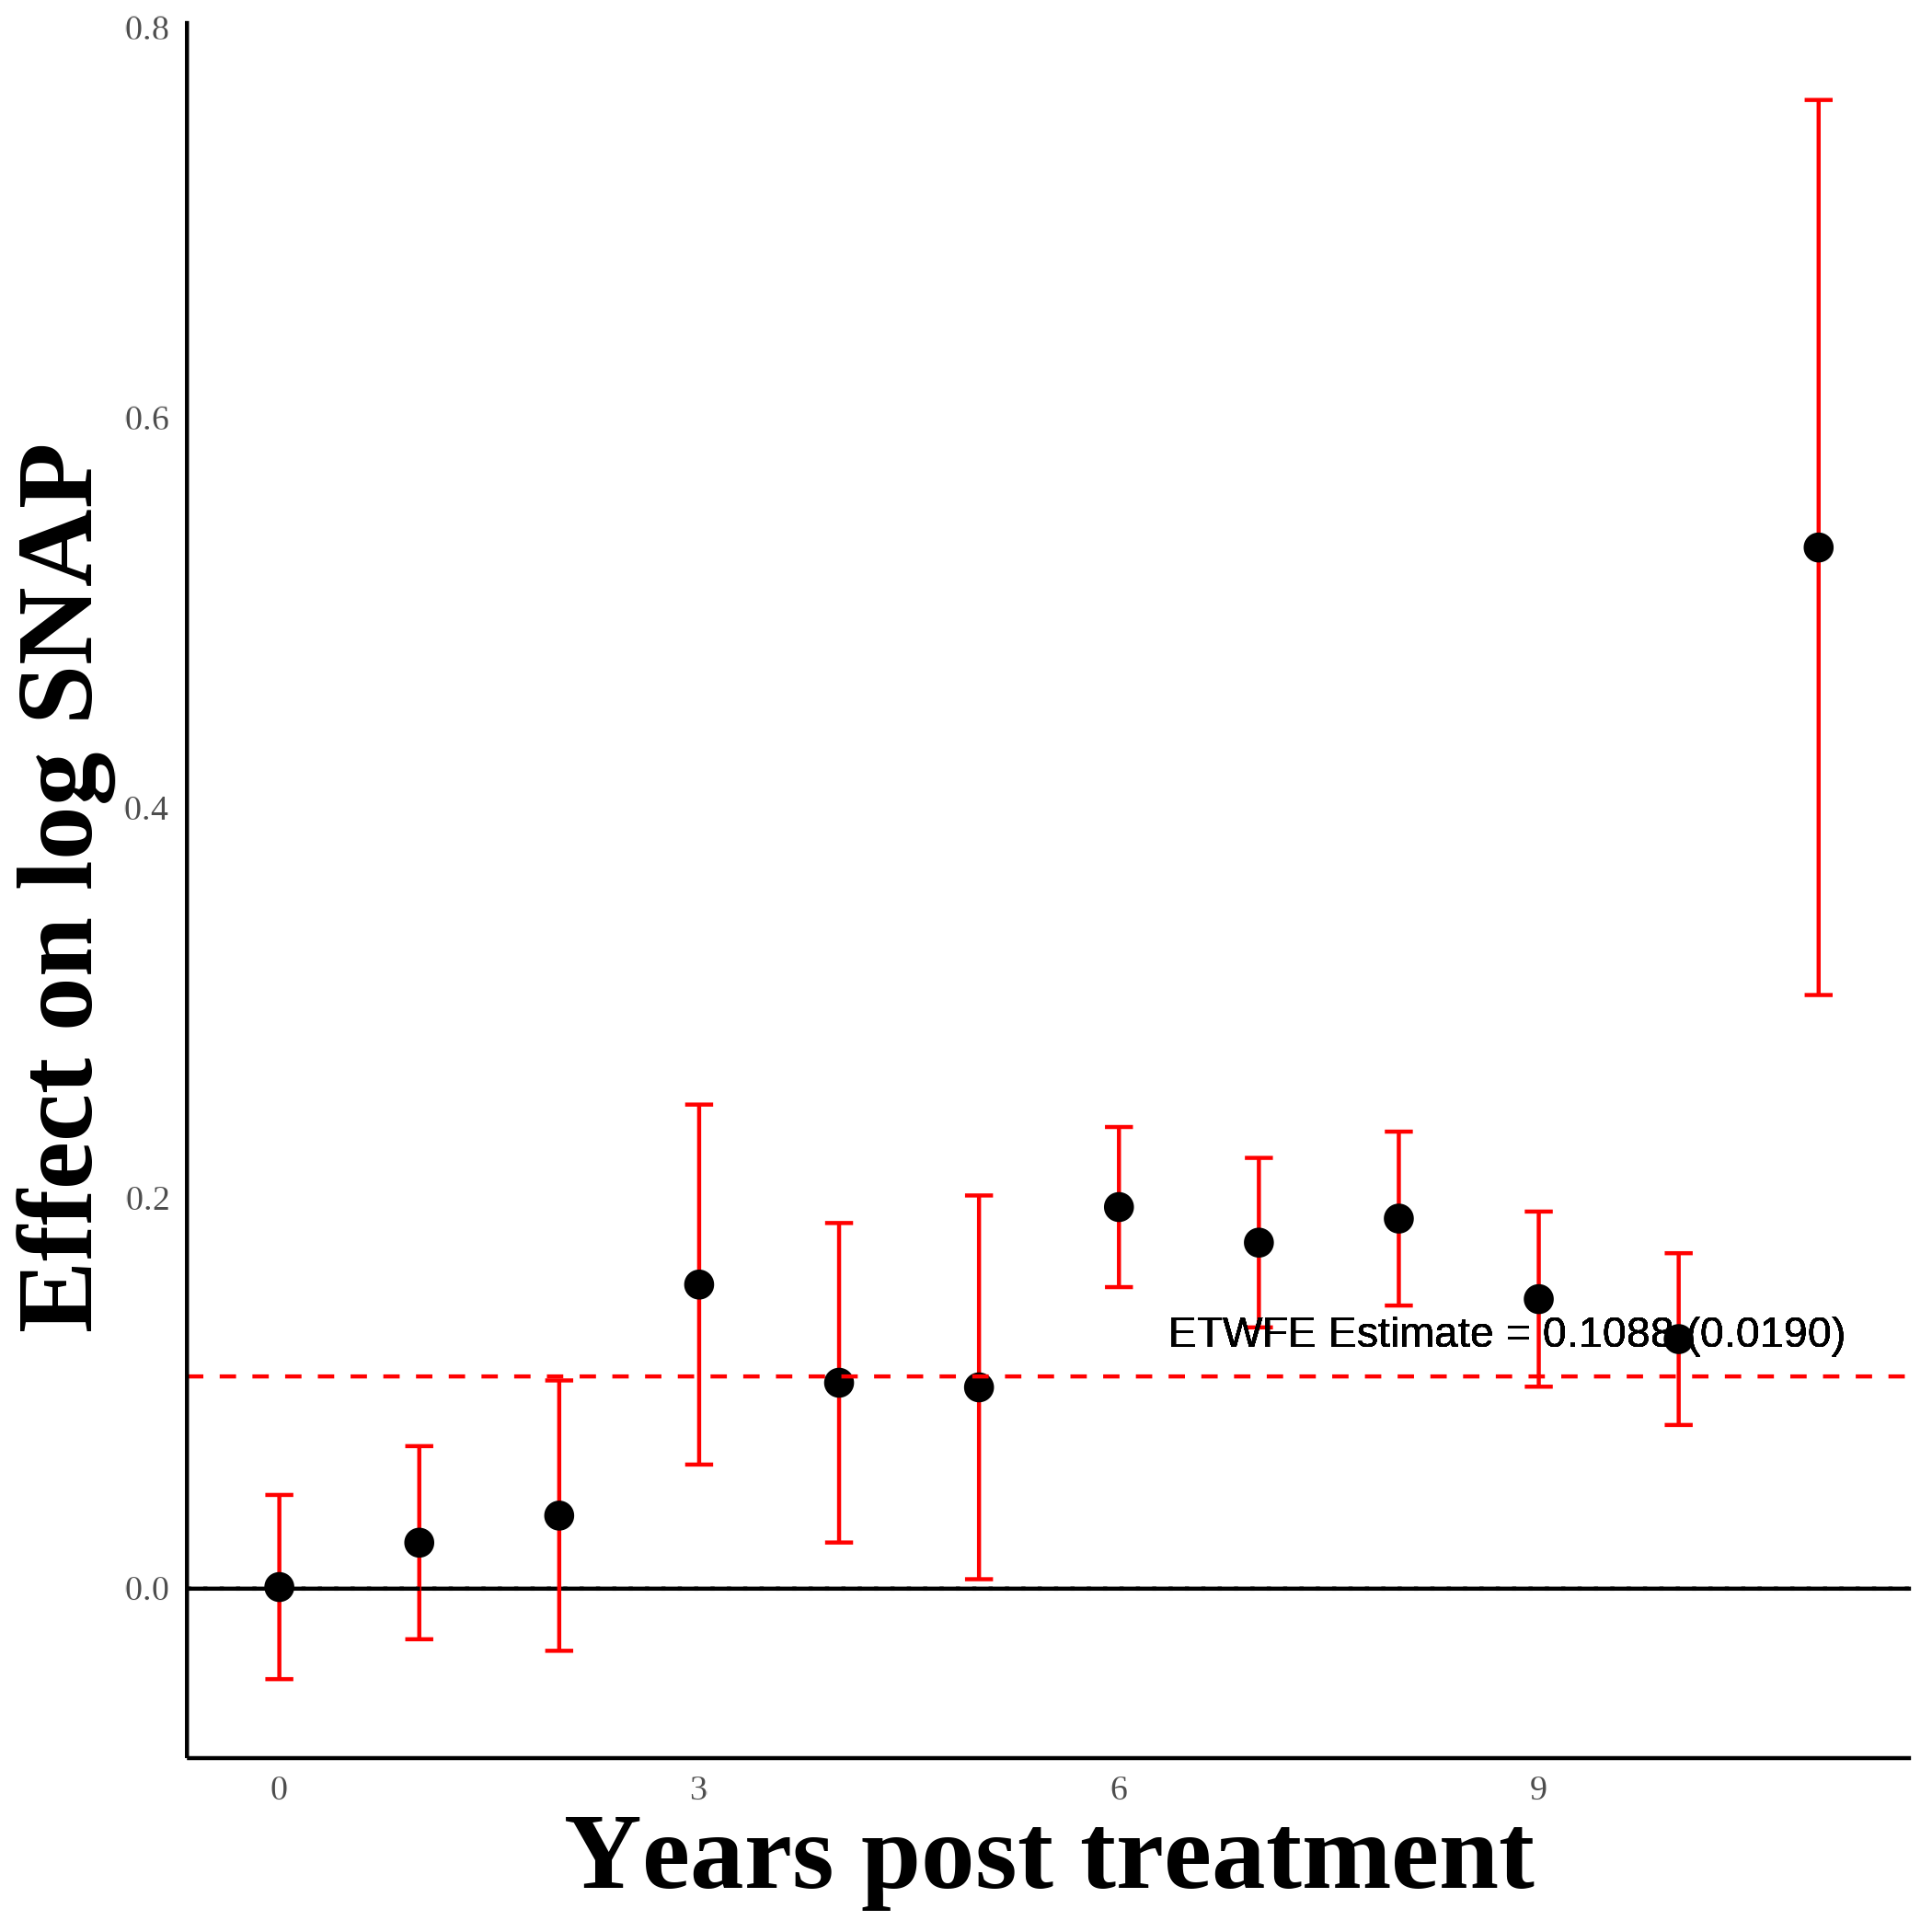 Effect on log SNAP
0.8
0.6
0.4
0.2
0.0
ETWFE Estimate = 0.1088 (0.0190)
0 3 6 9
Years post treatment